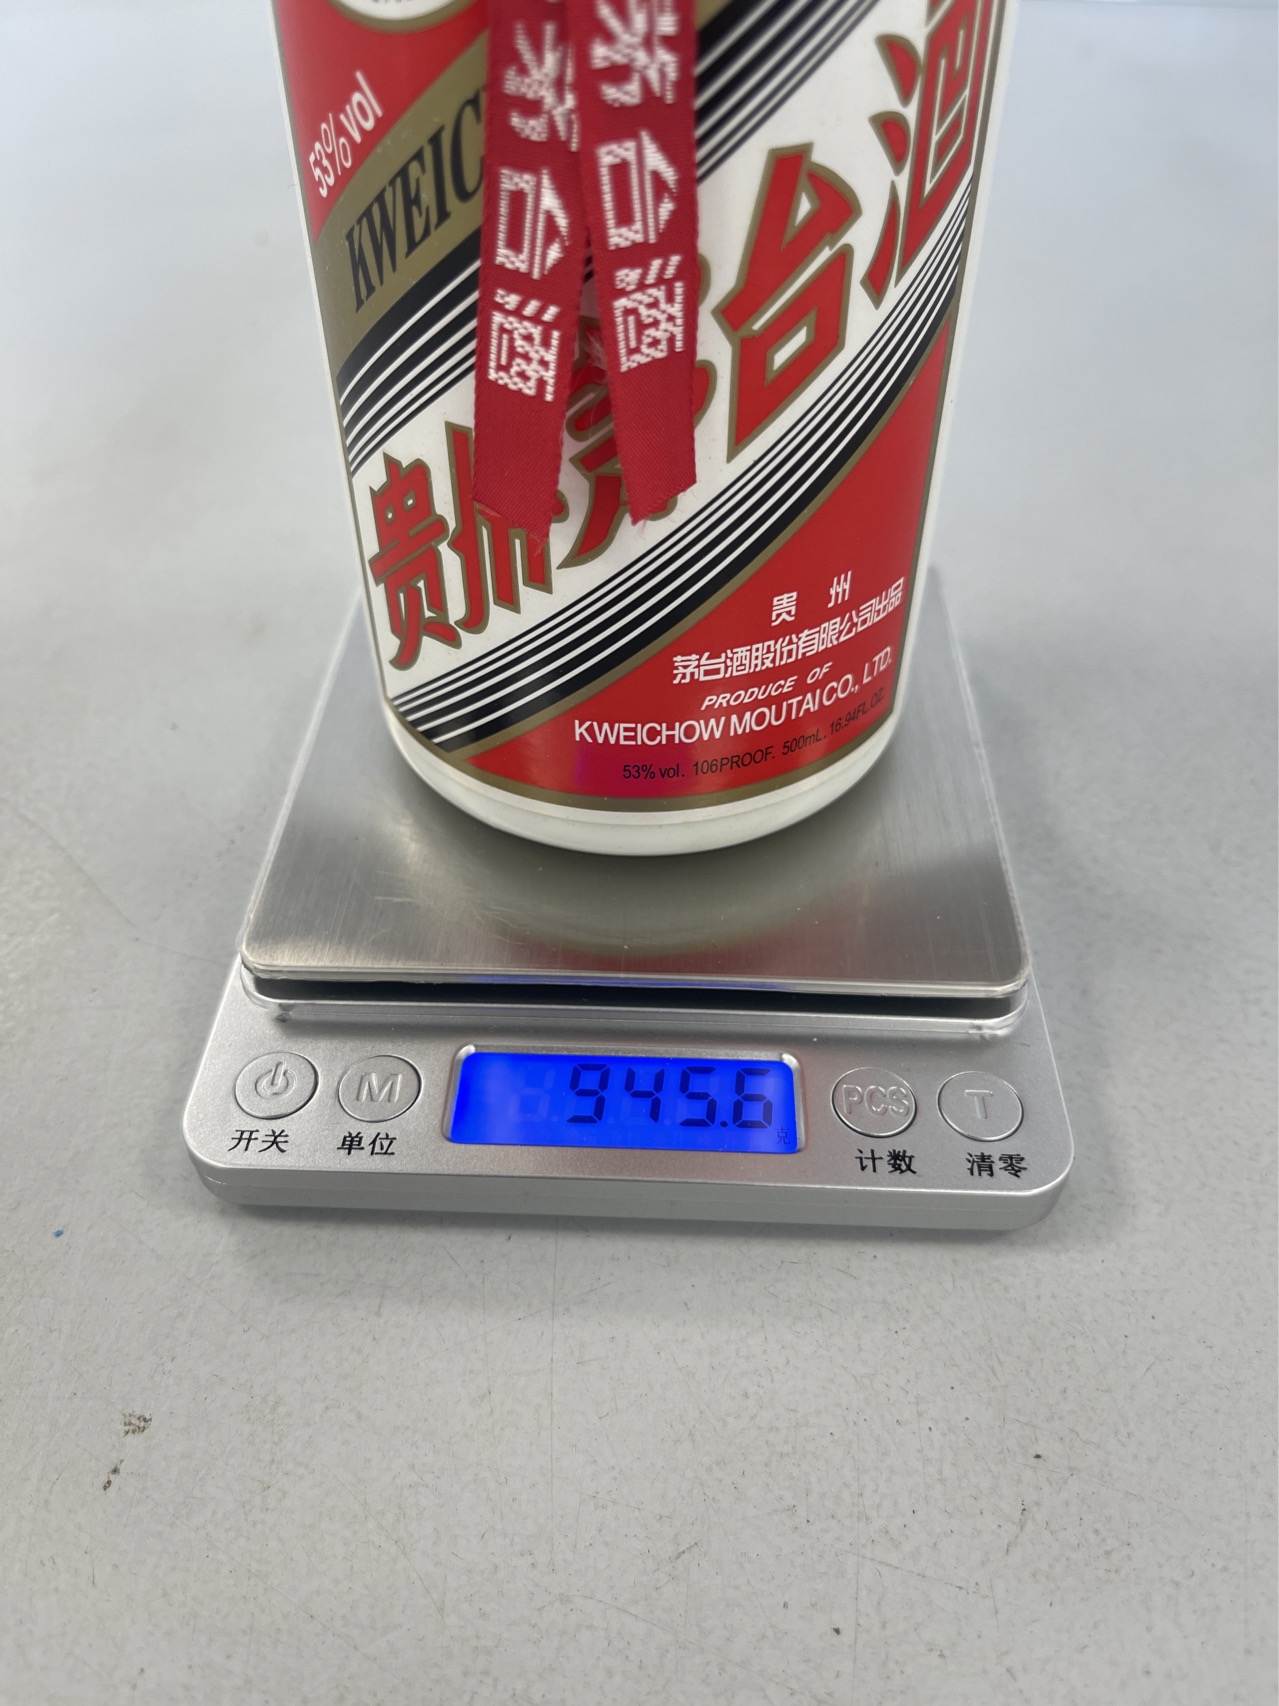 53%vol
KWEIC
茅台酒
茅台酒
贵州茅台酒
贵 州
茅台酒股份有限公司出品
PRODUCE OF
KWEICHOW MOUTAI CO., LTD.
53% vol. 106PROOF. 500mL. 16.94FL.OZ.
945.6
克
M
PCS
T
开关
单位
计数
清零